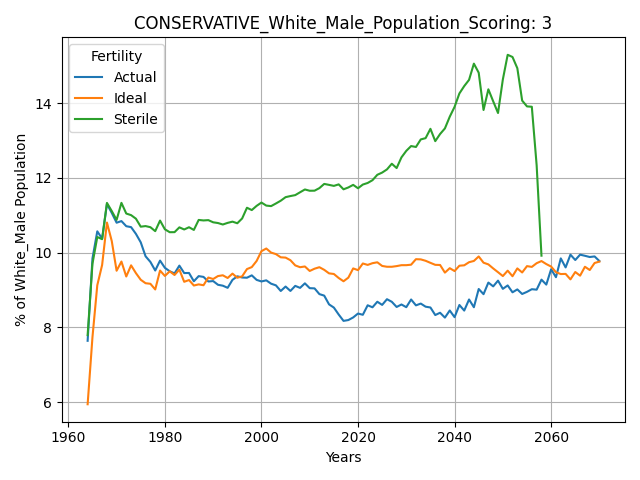 CONSERVATIVE_White_Male_Population_Scoring: 3
Fertility
Actual
Ideal
Sterile
% of White_Male Population
14
12
10
8
6
1960 1980 2000 2020 2040 2060
Years